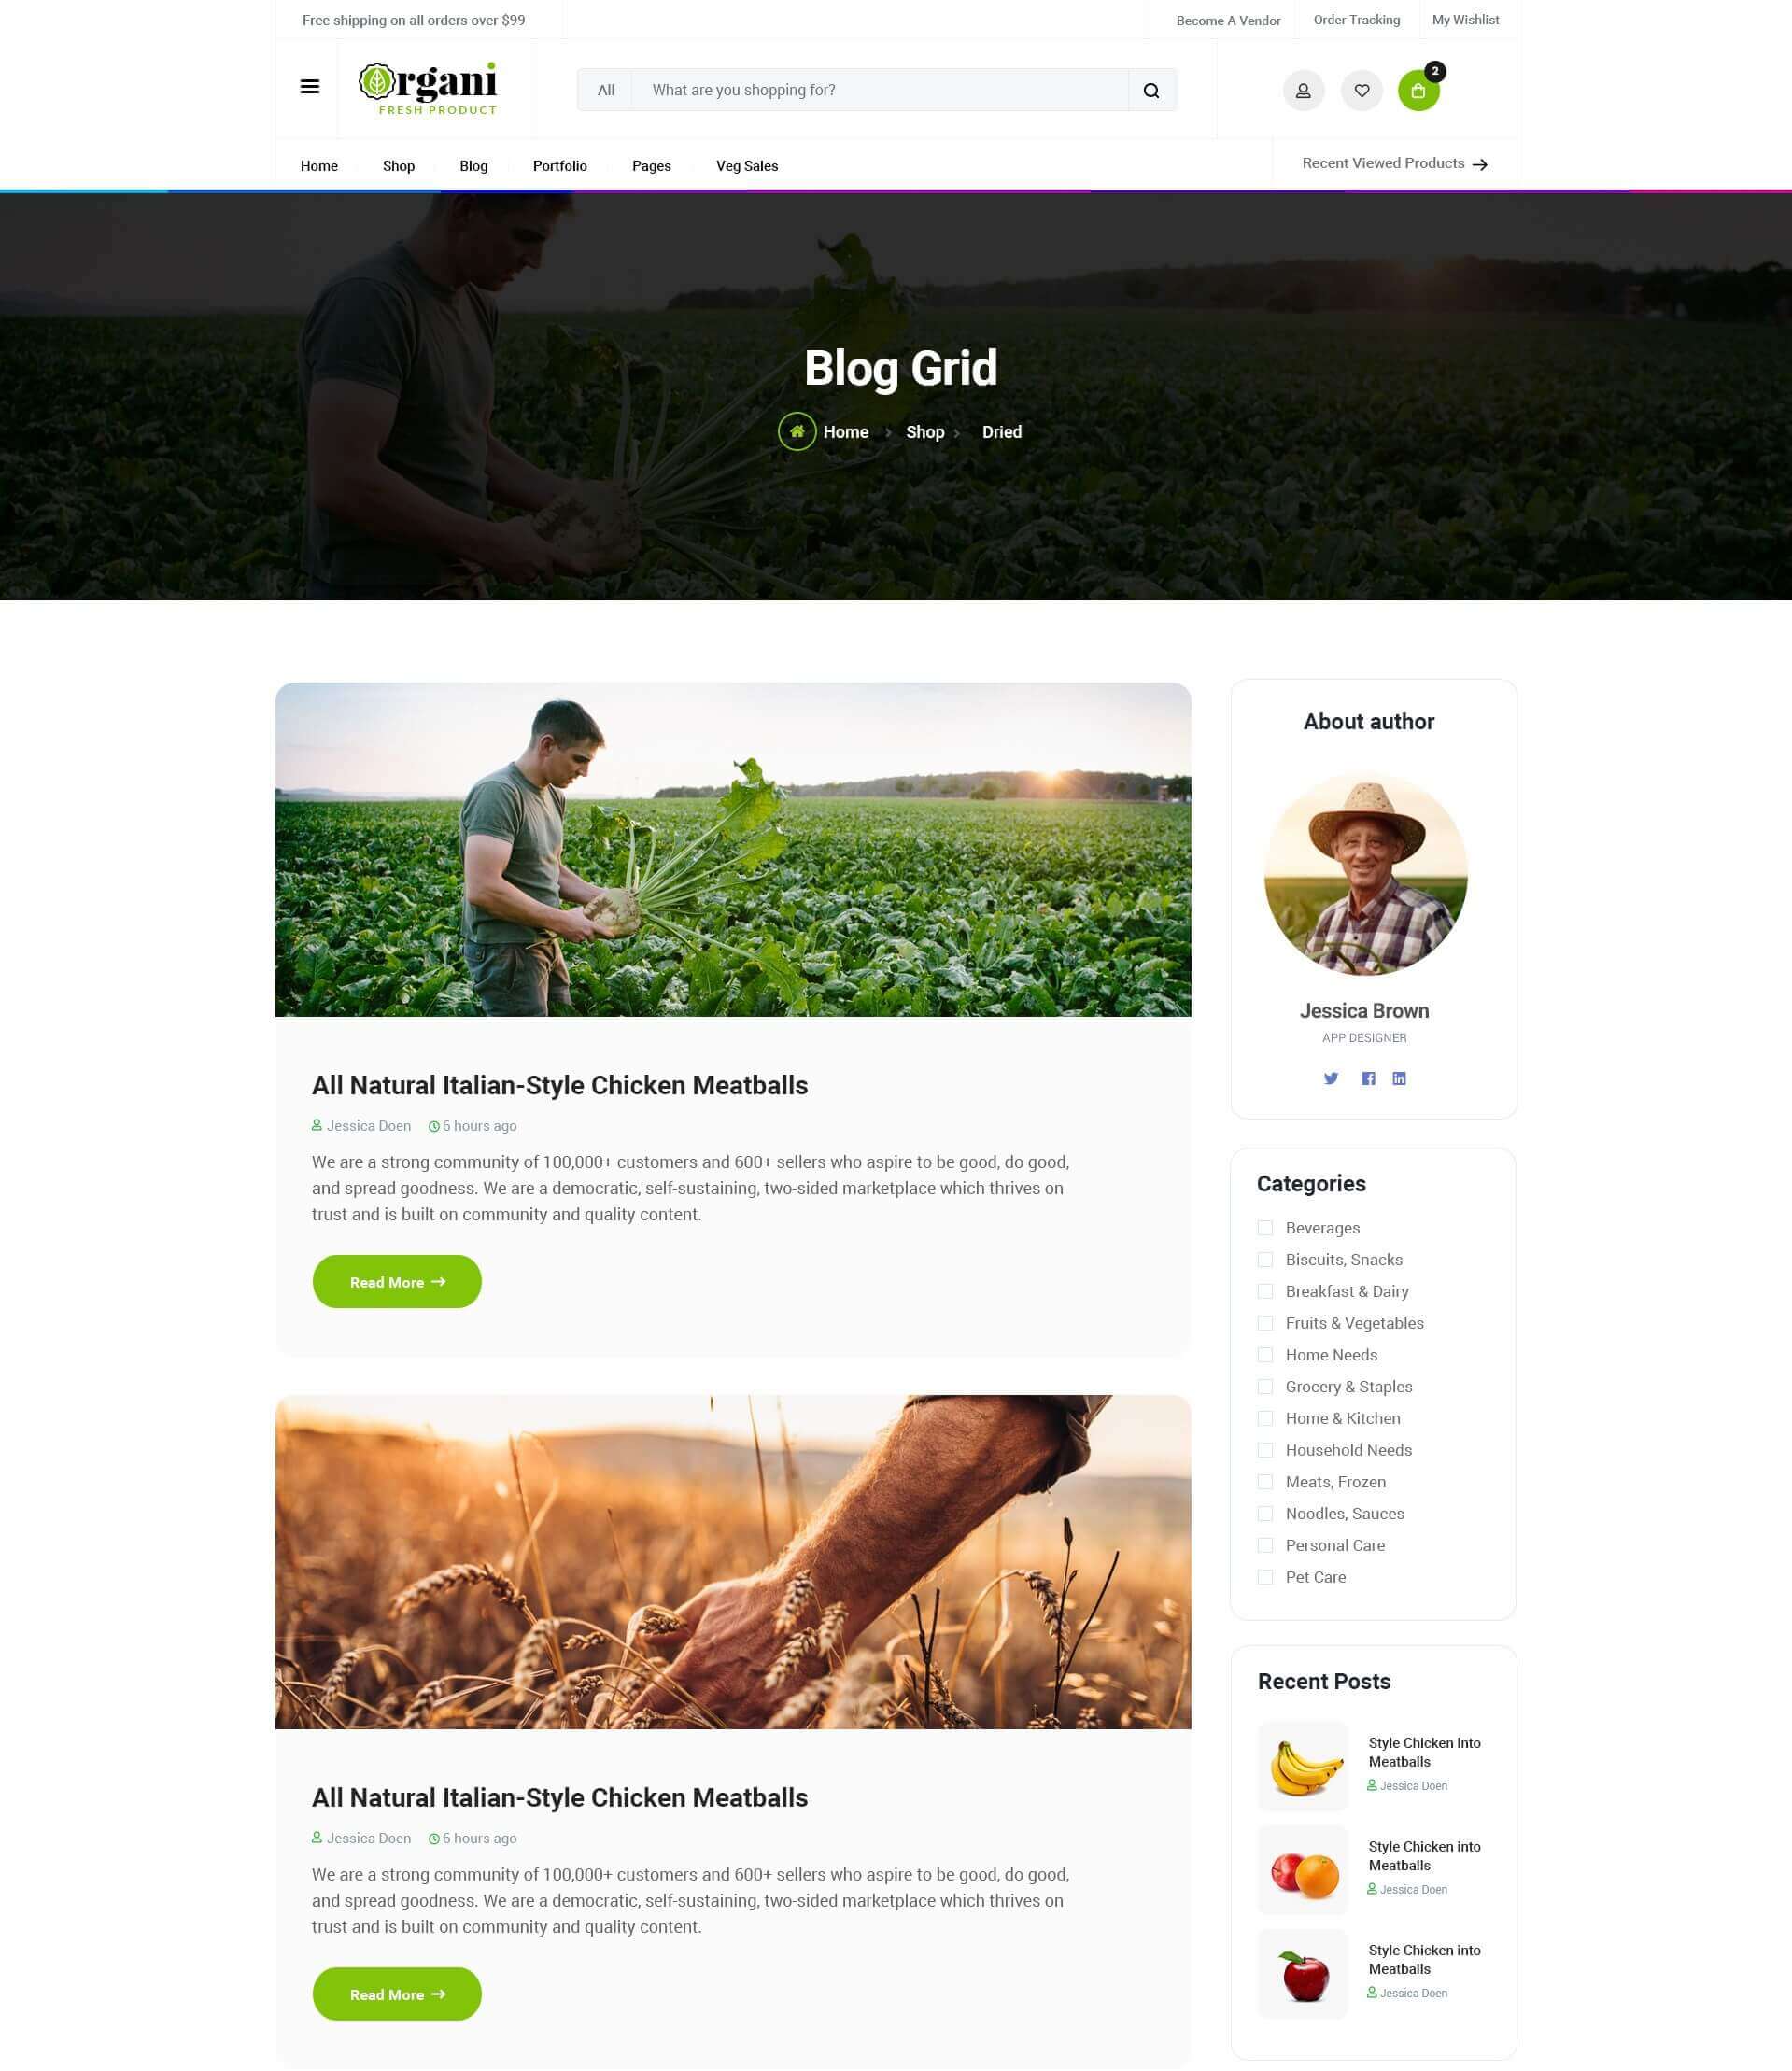 Free shipping on all orders over $99
Become A Vendor
Order Tracking
My Wishlist
Organi
FRESH PRODUCT
All
What are you shopping for?
2
Home
Shop
Blog
Portfolio
Pages
Veg Sales
Recent Viewed Products
Blog Grid
Home
Shop
Dried
All Natural Italian-Style Chicken Meatballs
Jessica Doen
6 hours ago
We are a strong community of 100,000+ customers and 600+ sellers who aspire to be good, do good,
and spread goodness. We are a democratic, self-sustaining, two-sided marketplace which thrives on
trust and is built on community and quality content.
Read More
All Natural Italian-Style Chicken Meatballs
Jessica Doen
6 hours ago
We are a strong community of 100,000+ customers and 600+ sellers who aspire to be good, do good,
and spread goodness. We are a democratic, self-sustaining, two-sided marketplace which thrives on
trust and is built on community and quality content.
Read More
About author
Jessica Brown
APP DESIGNER
Categories
Beverages
Biscuits, Snacks
Breakfast & Dairy
Fruits & Vegetables
Home Needs
Grocery & Staples
Home & Kitchen
Household Needs
Meats, Frozen
Noodles, Sauces
Personal Care
Pet Care
Recent Posts
Style Chicken into
Meatballs
Jessica Doen
Style Chicken into
Meatballs
Jessica Doen
Style Chicken into
Meatballs
Jessica Doen